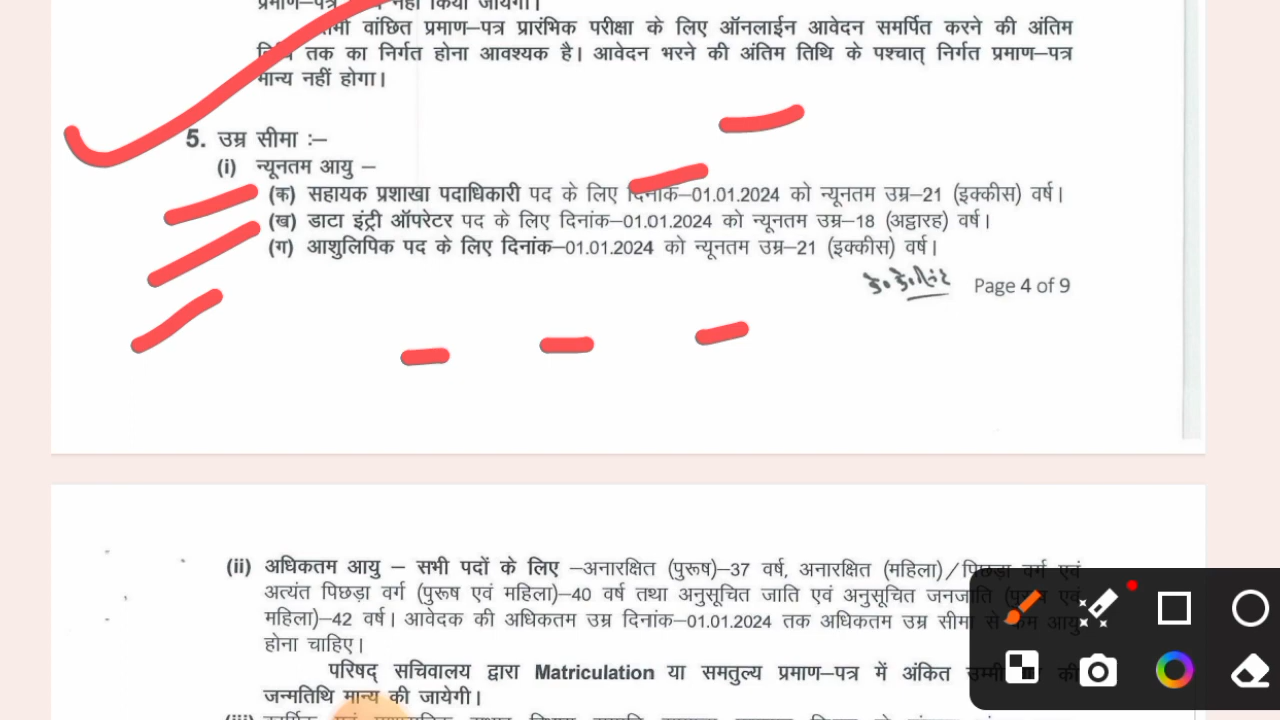 प्रमाण–पत्र नहीं किया जायेगा।
वांछित प्रमाण–पत्र प्रारंभिक परीक्षा के लिए ऑनलाईन आवेदन समर्पित करने की अंतिम
तक का निर्गत होना आवश्यक है। आवेदन भरने की अंतिम तिथि के पश्चात् निर्गत प्रमाण–पत्र
मान्य नहीं होगा।
5. उम्र सीमा :–
(i) न्यूनतम आयु –
(क) सहायक प्रशाखा पदाधिकारी पद के लिए दिनांक–01.01.2024 को न्यूनतम उम्र–21 (इक्कीस) वर्ष।
(ख) डाटा इंट्री ऑपरेटर पद के लिए दिनांक–01.01.2024 को न्यूनतम उम्र–18 (अट्ठारह) वर्ष।
(ग) आशुलिपिक पद के लिए दिनांक–01.01.2024 को न्यूनतम उम्र–21 (इक्कीस) वर्ष।
Page 4 of 9
(ii) अधिकतम आयु – सभी पदों के लिए –अनारक्षित (पुरूष)–37 वर्ष, अनारक्षित (महिला)/पिछड़ा वर्ग एवं
अत्यंत पिछड़ा वर्ग (पुरूष एवं महिला)–40 वर्ष तथा अनुसूचित जाति एवं अनुसूचित जनजाति (पुरूष एवं
महिला)–42 वर्ष। आवेदक की अधिकतम उम्र दिनांक–01.01.2024 तक अधिकतम उम्र सीमा से कम आयु
होना चाहिए।
परिषद् सचिवालय द्वारा Matriculation या समतुल्य प्रमाण–पत्र में अंकित उम्मीदवार की
जन्मतिथि मान्य की जायेगी।